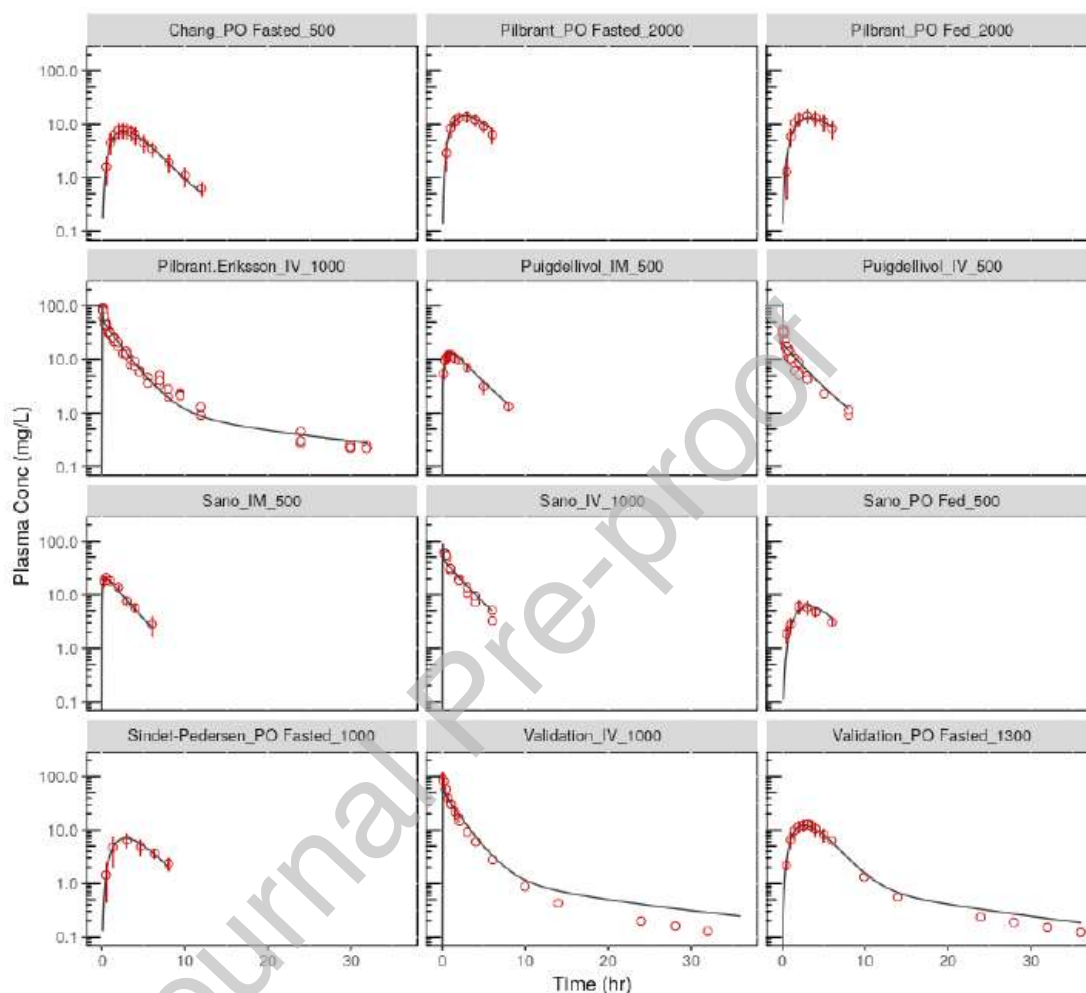 Chang_PO Fasted_500 Pilbrant_PO Fasted_2000 Pilbrant_PO Fed_2000
100.0
10.0
1.0
0.1
Pilbrant.Eriksson_IV_1000 Puigdellivol_IM_500 Puigdellivol_IV_500
100.0
10.0
1.0
0.1
Sano_IM_500 Sano_IV_1000 Sano_PO Fed_500
100.0
10.0
1.0
0.1
Sindet-Pedersen_PO Fasted_1000 Validation_IV_1000 Validation_PO Fasted_1300
100.0
10.0
1.0
0.1
0 10 20 30 0 10 20 30 0 10 20 30
Time (hr)
Plasma Conc (mg/L)
Journal Pre-proof